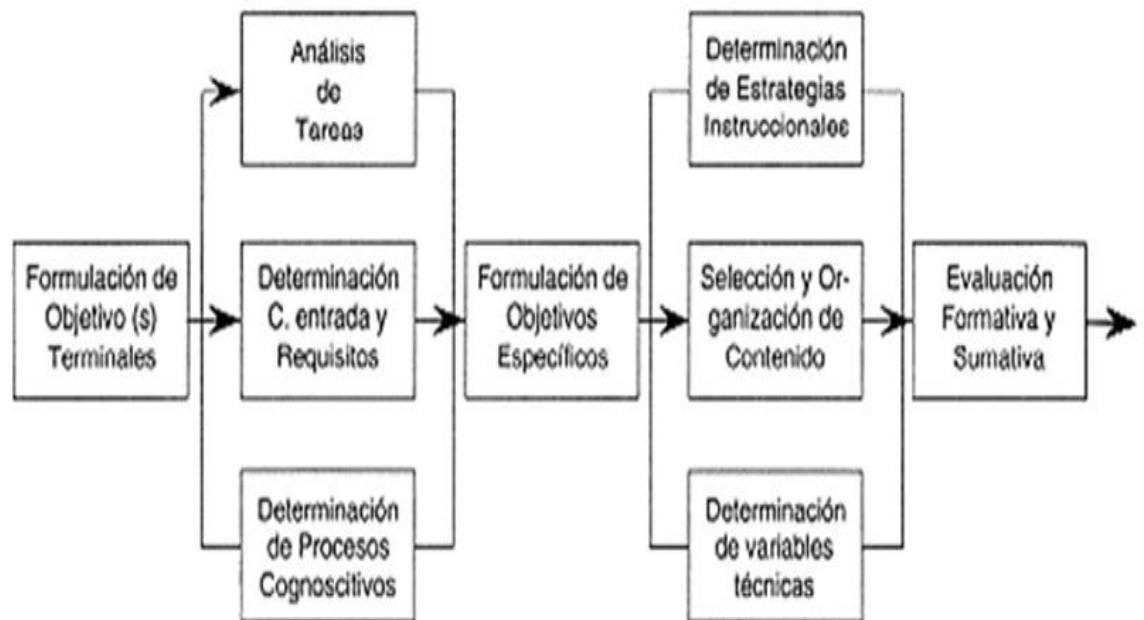 Análisis
de
Tareas
Determinación
de Estrategias
Instruccionales
Formulación de
Objetivo (s)
Terminales
Determinación
C. entrada y
Requisitos
Formulación de
Objetivos
Específicos
Selección y Or-
ganización de
Contenido
Evaluación
Formativa y
Sumativa
Determinación
de Procesos
Cognoscitivos
Determinación
de variables
técnicas